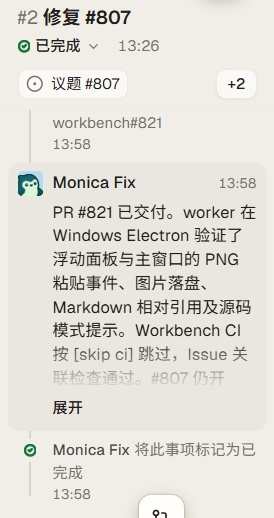 #2 修复 #807
已完成 13:26
议题 #807 +2
workbench#821
13:58
Monica Fix 13:58
PR #821 已交付。worker 在
Windows Electron 验证了
浮动面板与主窗口的 PNG
粘贴事件、图片落盘、
Markdown 相对引用及源码
模式提示。Workbench CI
按 [skip ci] 跳过，Issue 关
联检查通过。#807 仍开
展开
Monica Fix 将此事项标记为已
完成
13:58